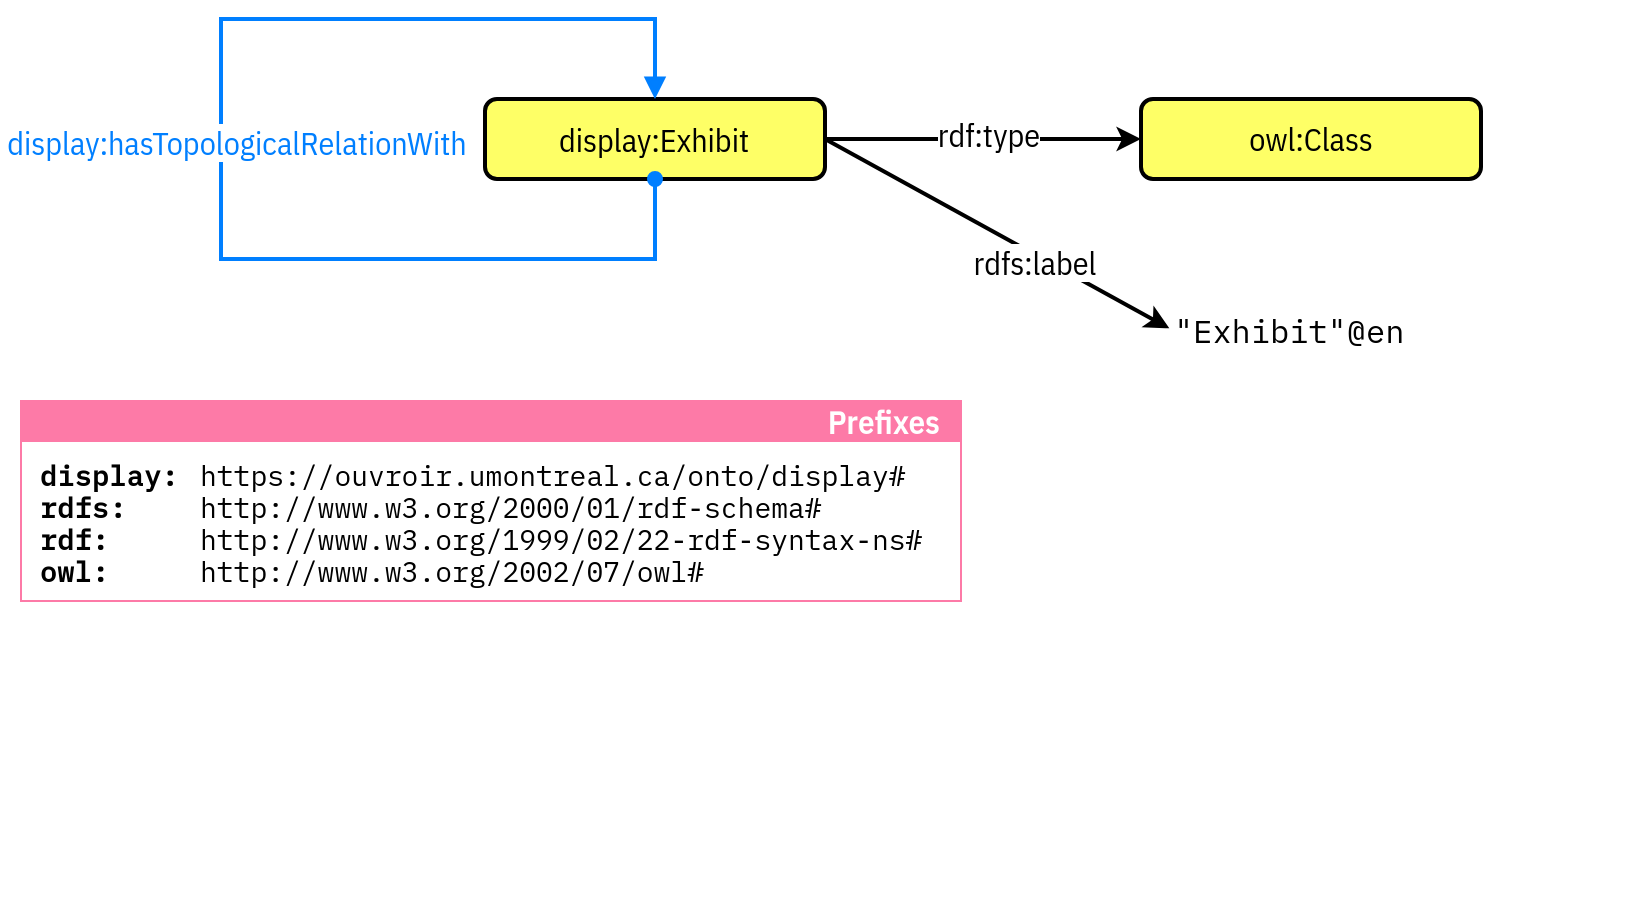 display:hasTopologicalRelationWith
display:Exhibit
rdf:type
owl:Class
rdfs:label
"Exhibit"@en
Prefixes
display: https://ouvroir.umontreal.ca/onto/display#
rdfs: http://www.w3.org/2000/01/rdf-schema#
rdf: http://www.w3.org/1999/02/22-rdf-syntax-ns#
owl: http://www.w3.org/2002/07/owl#